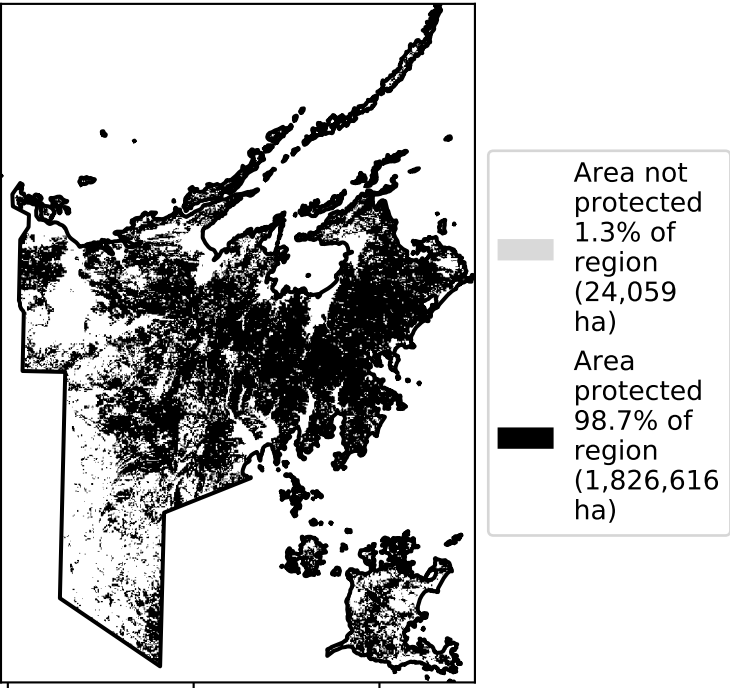 Area not
protected
1.3% of
region
(24,059
ha)
Area
protected
98.7% of
region
(1,826,616
ha)